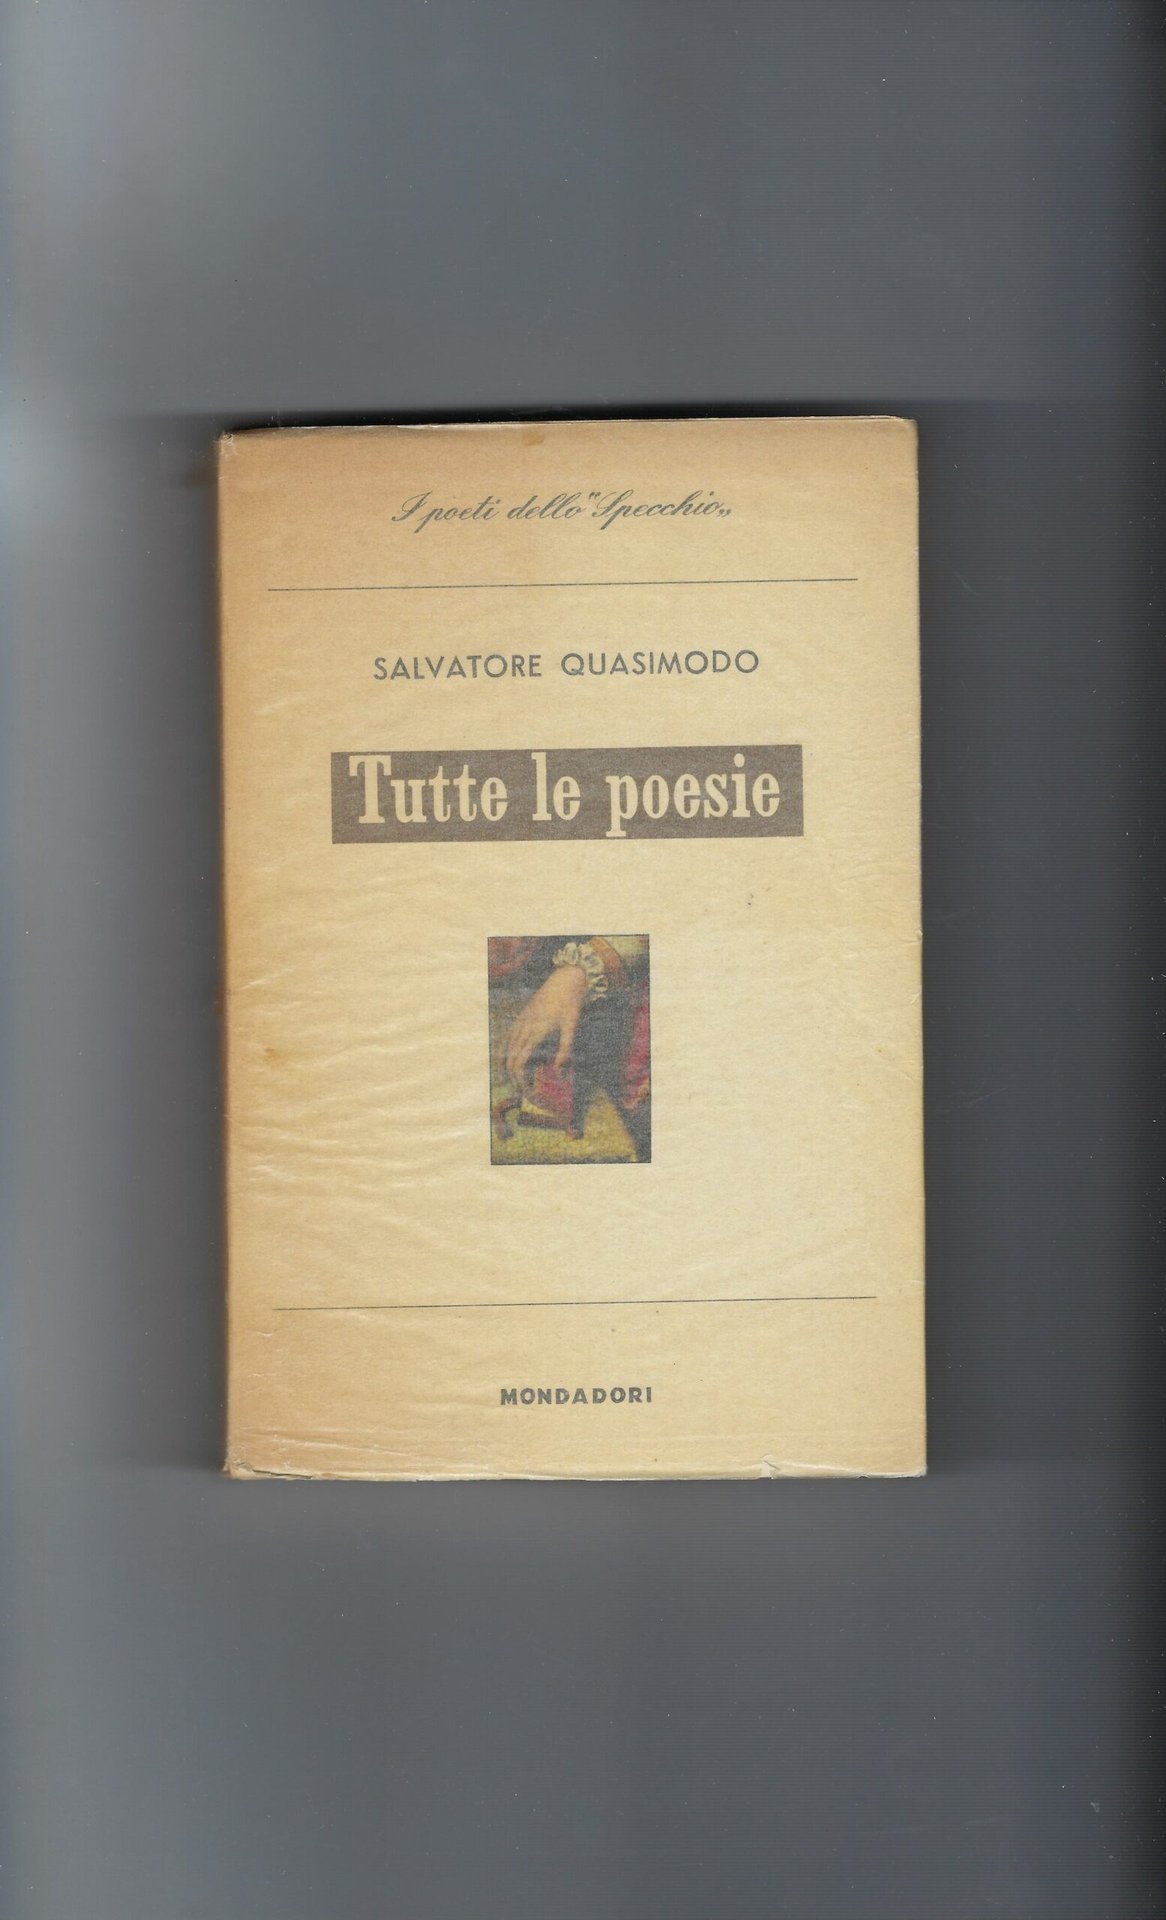 I poeti dello "Specchio„
SALVATORE QUASIMODO
Tutte le poesie
MONDADORI